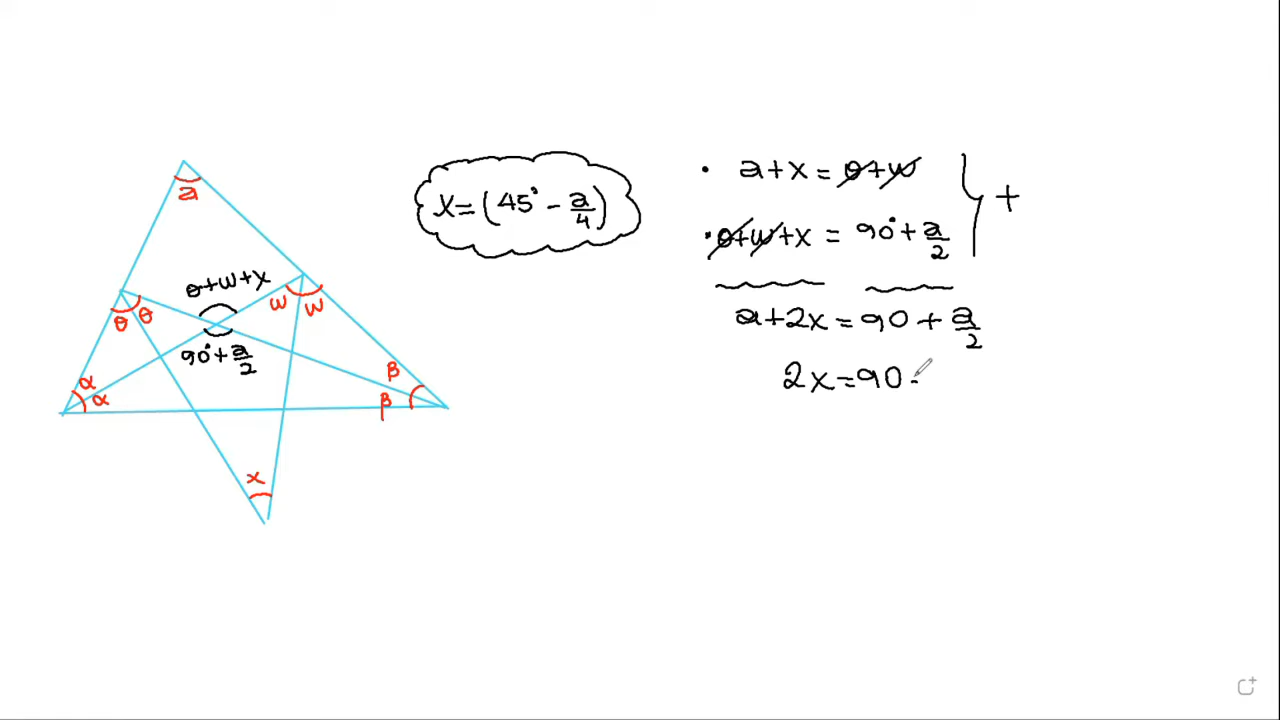 a
θ+w+x
w w
θ θ
90°+a/2
α
α
β
β
x
x=(45°-a/4)
• a+x=θ+w
+
• θ+w+x=90°+a/2
a+2x=90+a/2
2x=90-